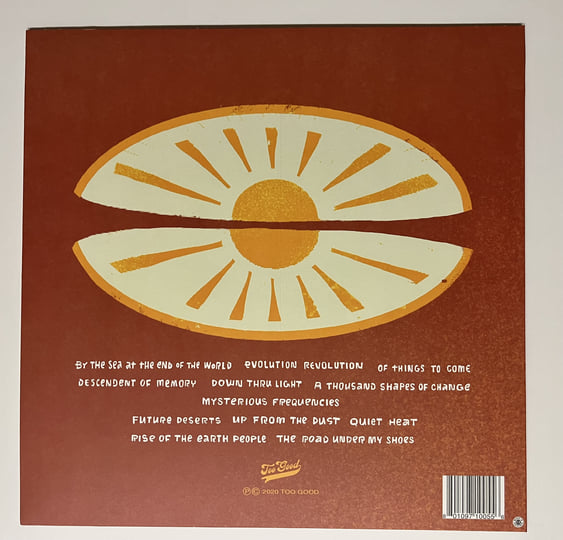 By the Sea at the end of the World evolution revolution of things to come
Descendent of memory Down thru light A thousand shapes of change
mysterious frequencies
Future deserts up from the dust quiet heat
Rise of the earth people the road under my shoes
Too Good
℗© 2020 TOO GOOD